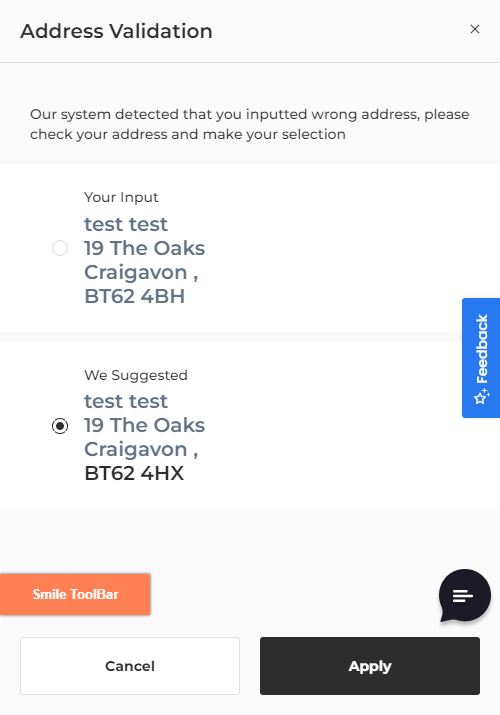 Address Validation
Our system detected that you inputted wrong address, please
check your address and make your selection
Your Input
test test
19 The Oaks
Craigavon ,
BT62 4BH
We Suggested
test test
19 The Oaks
Craigavon ,
BT62 4HX
Feedback
Smile ToolBar
Cancel
Apply